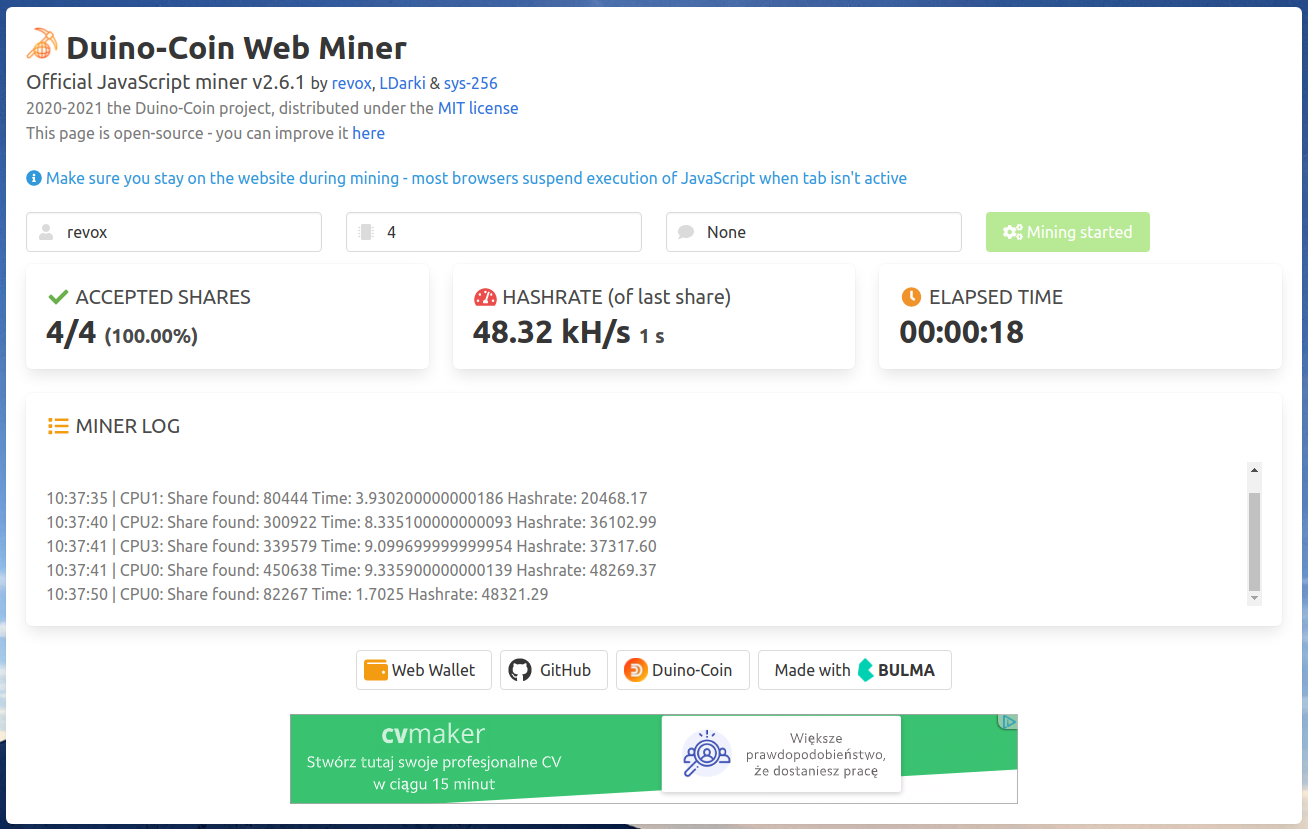 Duino-Coin Web Miner
Official JavaScript miner v2.6.1 by revox, LDarki & sys-256
2020-2021 the Duino-Coin project, distributed under the MIT license
This page is open-source - you can improve it here
Make sure you stay on the website during mining - most browsers suspend execution of JavaScript when tab isn't active
revox
4
None
Mining started
ACCEPTED SHARES
4/4 (100.00%)
HASHRATE (of last share)
48.32 kH/s 1 s
ELAPSED TIME
00:00:18
MINER LOG
10:37:35 | CPU1: Share found: 80444 Time: 3.930200000000186 Hashrate: 20468.17
10:37:40 | CPU2: Share found: 300922 Time: 8.335100000000093 Hashrate: 36102.99
10:37:41 | CPU3: Share found: 339579 Time: 9.099699999999954 Hashrate: 37317.60
10:37:41 | CPU0: Share found: 450638 Time: 9.335900000000139 Hashrate: 48269.37
10:37:50 | CPU0: Share found: 82267 Time: 1.7025 Hashrate: 48321.29
Web Wallet
GitHub
Duino-Coin
Made with BULMA
cvmaker
Stwórz tutaj swoje profesjonalne CV
w ciągu 15 minut
Większe
prawdopodobieństwo,
że dostaniesz pracę